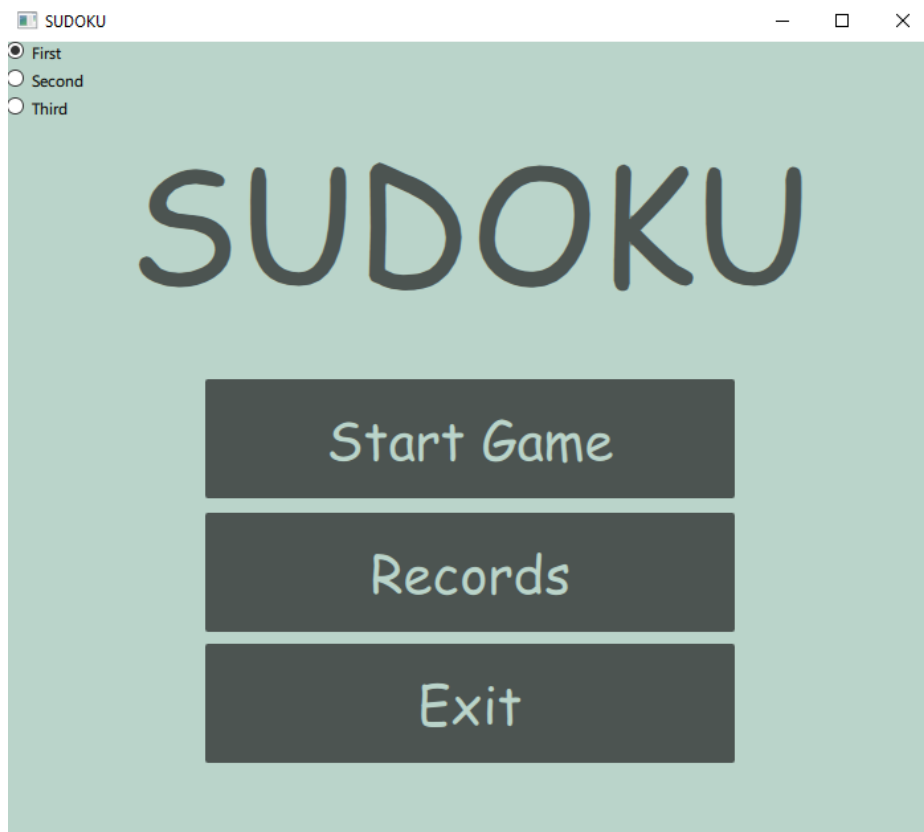 SUDOKU
First
Second
Third
SUDOKU
Start Game
Records
Exit